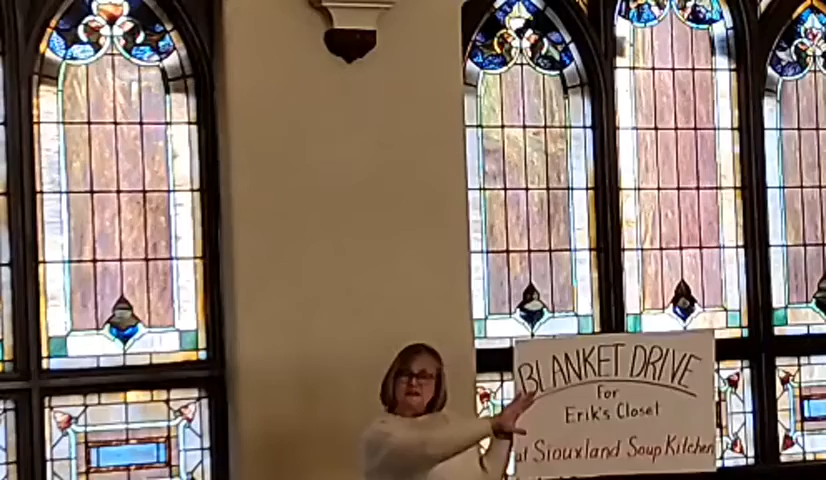 BLANKET DRIVE
For
Erik's Closet
at Siouxland Soup Kitchen